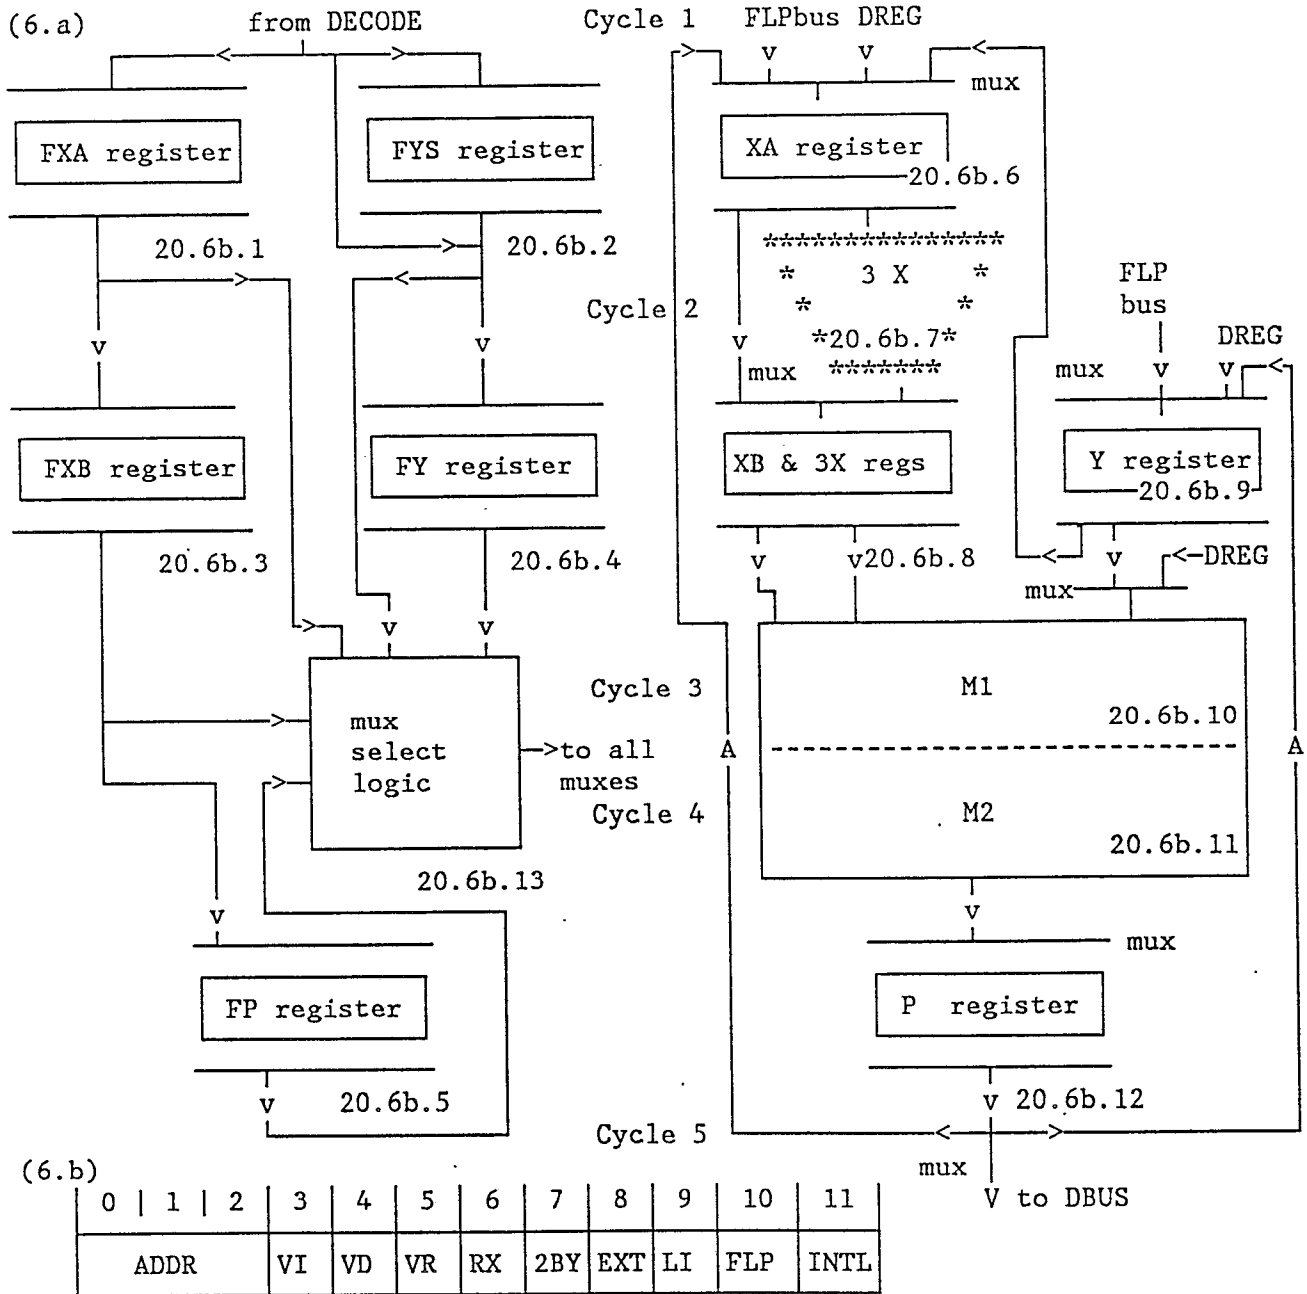 (6.a)
from DECODE
Cycle 1
FLPbus DREG
mux
FXA register
FYS register
XA register
20.6b.6
20.6b.1
20.6b.2
3 X
Cycle 2
20.6b.7
FLP
bus
DREG
mux
mux
FXB register
FY register
XB & 3X regs
Y register
20.6b.9
20.6b.3
20.6b.4
20.6b.8
DREG
mux
M1
Cycle 3
20.6b.10
mux
select
logic
to all
muxes
A
A
Cycle 4
M2
20.6b.11
20.6b.13
mux
FP register
P register
20.6b.5
20.6b.12
Cycle 5
mux
V to DBUS
(6.b)
0 | 1 | 2 | 3 | 4 | 5 | 6 | 7 | 8 | 9 | 10 | 11
ADDR VI VD VR RX 2BY EXT LI FLP INTL